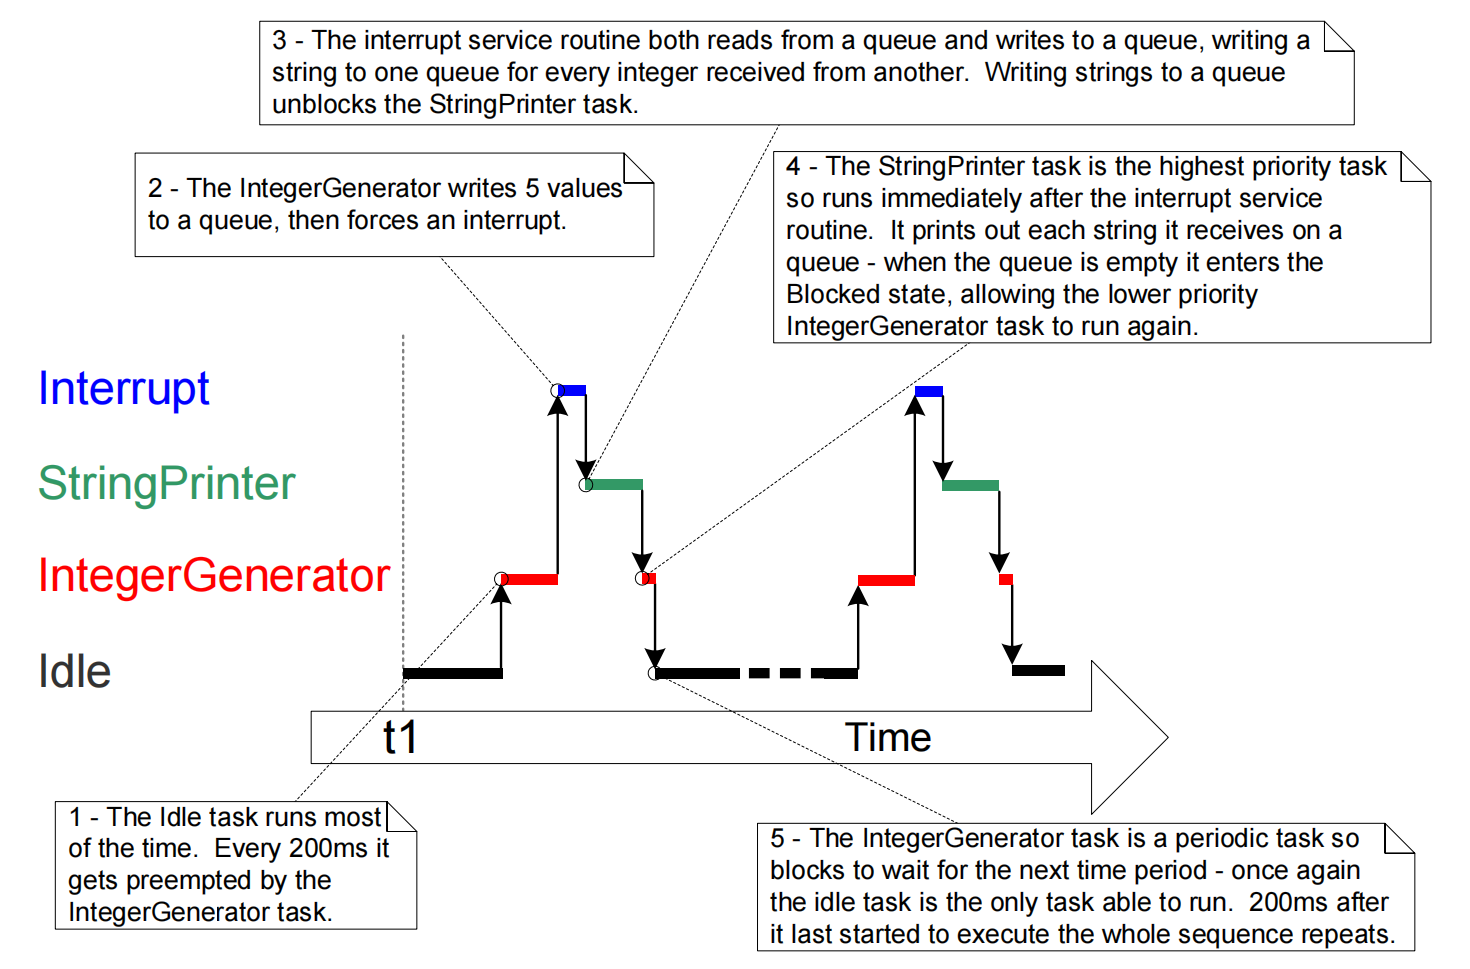 3 - The interrupt service routine both reads from a queue and writes to a queue, writing a
string to one queue for every integer received from another.  Writing strings to a queue
unblocks the StringPrinter task.
2 - The IntegerGenerator writes 5 values
to a queue, then forces an interrupt.
4 - The StringPrinter task is the highest priority task
so runs immediately after the interrupt service
routine.  It prints out each string it receives on a
queue - when the queue is empty it enters the
Blocked state, allowing the lower priority
IntegerGenerator task to run again.
Interrupt
StringPrinter
IntegerGenerator
Idle
t1
Time
1 - The Idle task runs most
of the time.  Every 200ms it
gets preempted by the
IntegerGenerator task.
5 - The IntegerGenerator task is a periodic task so
blocks to wait for the next time period - once again
the idle task is the only task able to run.  200ms after
it last started to execute the whole sequence repeats.